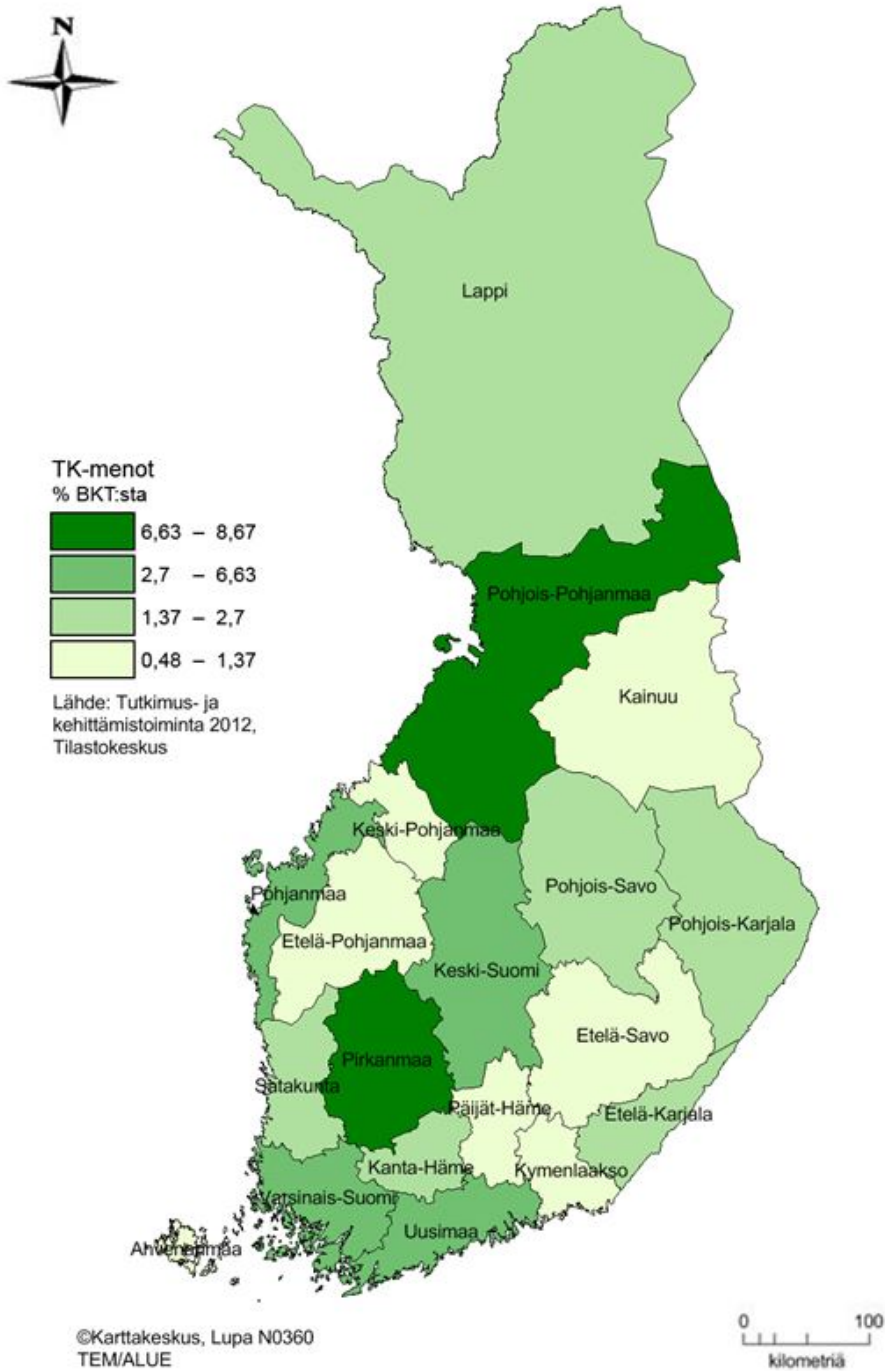 N
Lappi
TK-menot
% BKT:sta
6,63 – 8,67
2,7 – 6,63
1,37 – 2,7
0,48 – 1,37
Lähde: Tutkimus- ja
kehittämistoiminta 2012,
Tilastokeskus
Pohjois-Pohjanmaa
Kainuu
Keski-Pohjanmaa
Pohjanmaa
Pohjois-Savo
Pohjois-Karjala
Etelä-Pohjanmaa
Keski-Suomi
Etelä-Savo
Pirkanmaa
Satakunta
Päijät-Häme
Etelä-Karjala
Kanta-Häme
Kymenlaakso
Varsinais-Suomi
Uusimaa
Ahvenanmaa
©Karttakeskus, Lupa N0360
TEM/ALUE
0 100
kilometriä